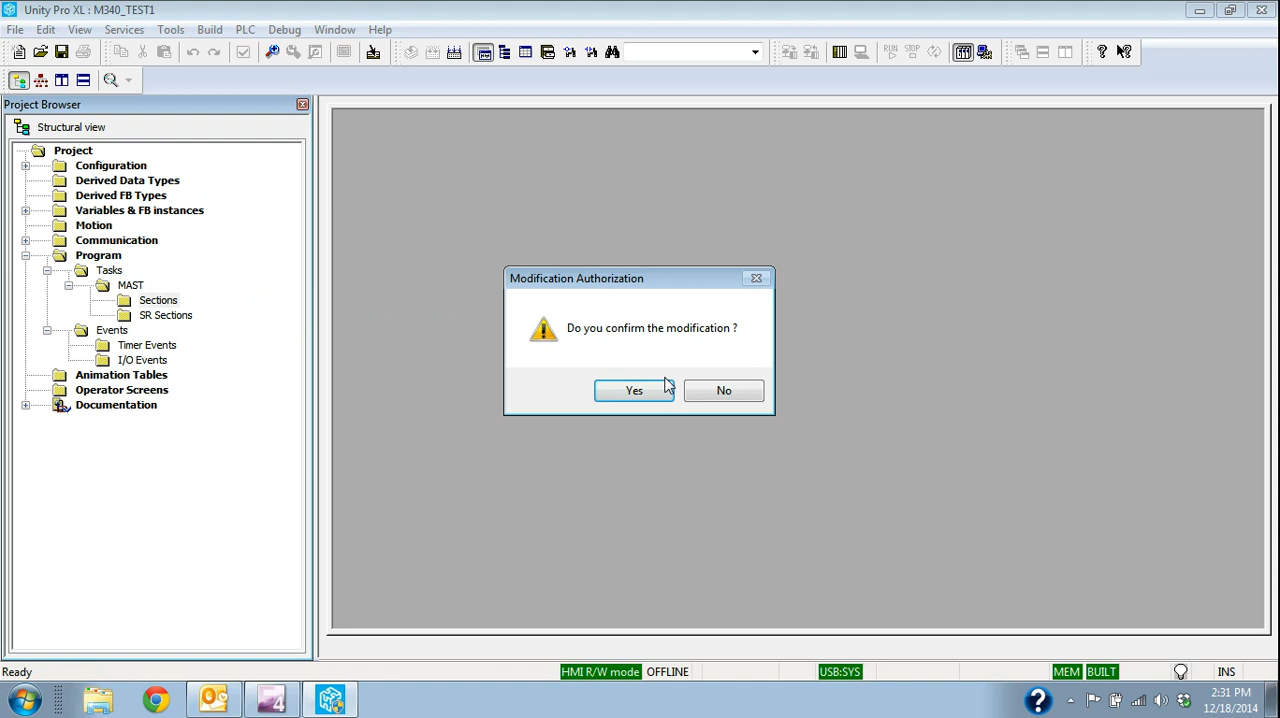 Unity Pro XL : M340_TEST1
File Edit View Services Tools Build PLC Debug Window Help
RUN STOP
Project Browser
Structural view
Project
Configuration
Derived Data Types
Derived FB Types
Variables & FB instances
Motion
Communication
Program
Tasks
MAST
Sections
SR Sections
Events
Timer Events
I/O Events
Animation Tables
Operator Screens
Documentation
Modification Authorization
Do you confirm the modification ?
Yes No
Ready HMI R/W mode OFFLINE USB:SYS MEM BUILT INS
2:31 PM
12/18/2014